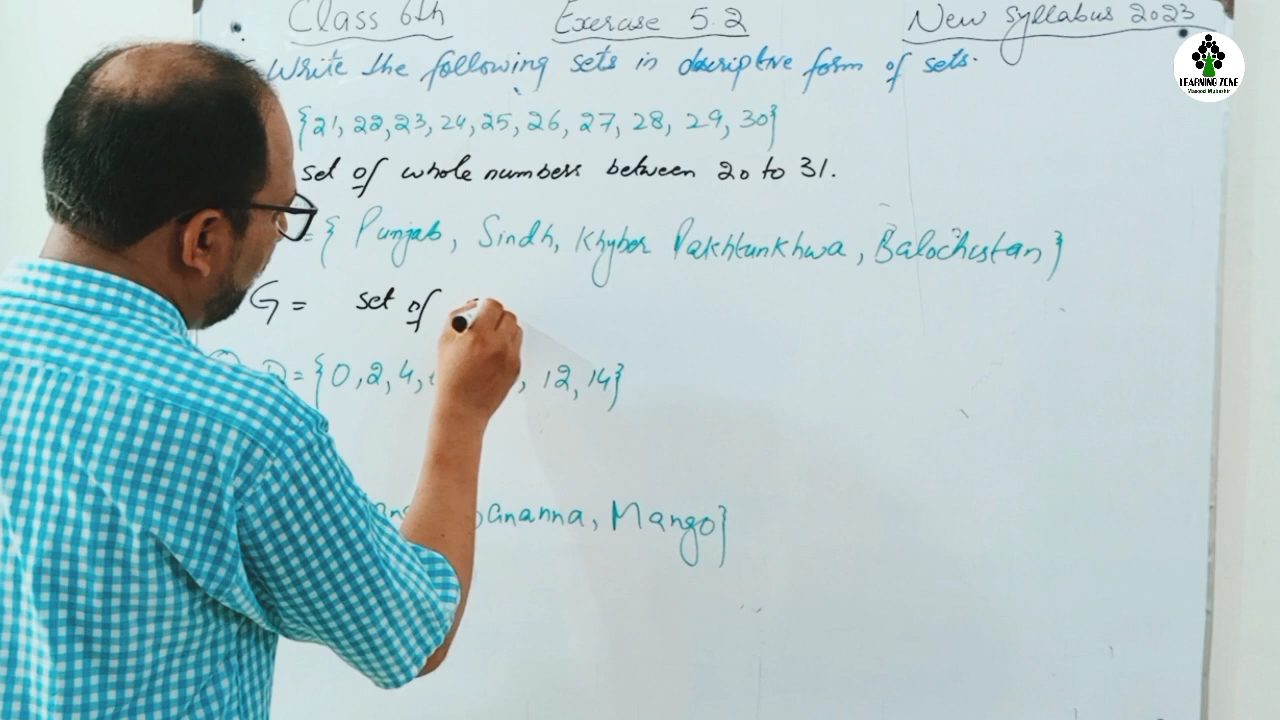 Class 6th Exercise 5.2 New Syllabus 2023
Write the following sets in descriptive form of sets.
{21, 22, 23, 24, 25, 26, 27, 28, 29, 30}
set of whole numbers between 20 to 31.
= { Punjab, Sindh, Khyber Pakhtunkhwa, Balochistan }
G = set of
= {0, 2, 4, , 12, 14}
ananna, Mango}
LEARNING ZONE